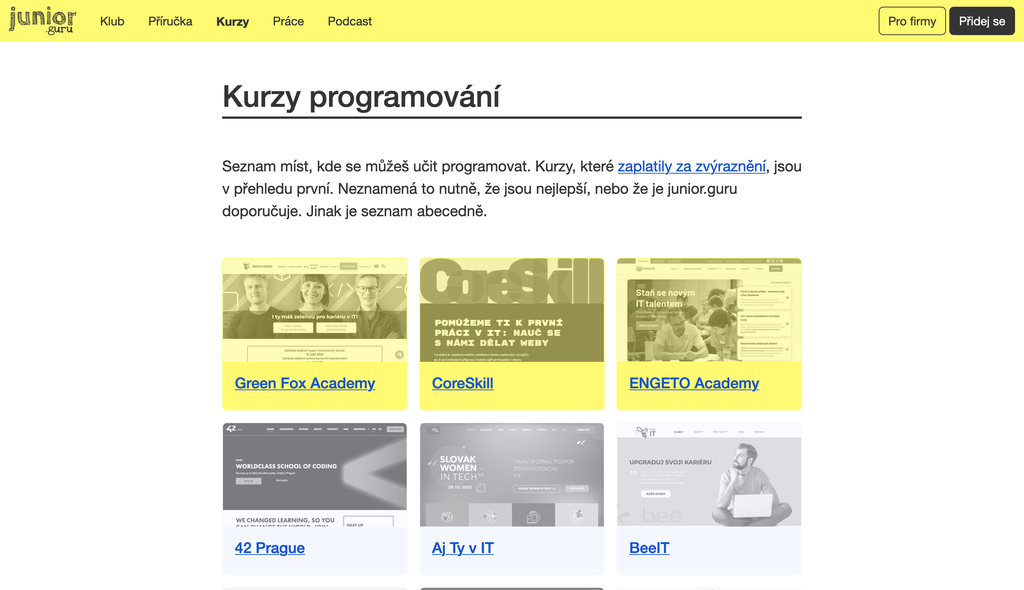 junior
.guru
Klub Příručka Kurzy Práce Podcast Pro firmy Přidej se
Kurzy programování
Seznam míst, kde se můžeš učit programovat. Kurzy, které zaplatily za zvýraznění, jsou
v přehledu první. Neznamená to nutně, že jsou nejlepší, nebo že je junior.guru
doporučuje. Jinak je seznam abecedně.
I ty máš zelenou pro kariéru v IT!
Green Fox Academy
CoreSkill
POMŮŽEME TI K PRVNÍ
PRÁCI V IT: NAUČ SE
S NÁMI DĚLAT WEBY
CoreSkill
Staň se novým
IT talentem
ENGETO Academy
42
WORLDCLASS SCHOOL OF CODING
WE CHANGED LEARNING, SO YOU
42 Prague
SLOVAK
WOMEN
IN TECH
Aj Ty v IT
IT
UPGRADUJ SVOJI KARIÉRU
NAŠE KURZY
bee
BeeIT